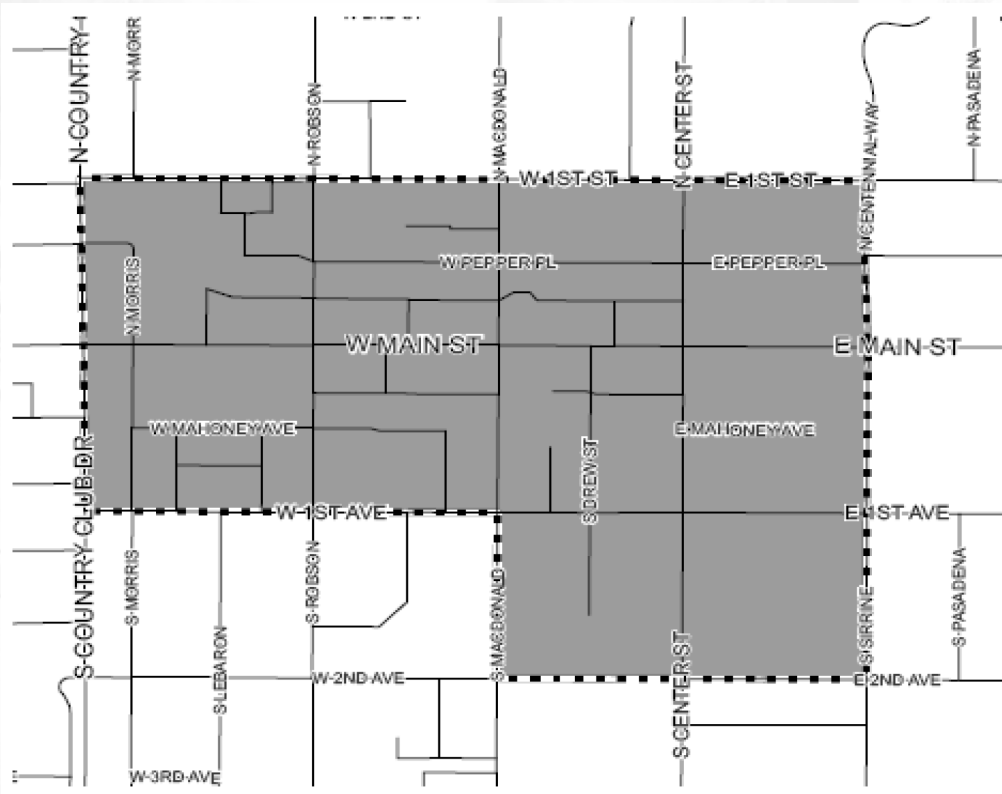 N-COUNTRY
N-MORR
N-ROBSON
N-MACDONALD
N-CENTER-ST
N-CENTENNIAL-WAY
N-PASADENA
W-1ST-ST
E-1ST-ST
W-PEPPER-PL
E-PEPPER-PL
N-MORRIS
W-MAIN-ST
E-MAIN-ST
W-MAHONEY-AVE
E-MAHONEY-AVE
S-COUNTRY-CLUB-DR
S-DREW-ST
W-1ST-AVE
E-1ST-AVE
S-MORRIS
S-ROBSON
S-MACDONALD
S-SIRRINE
S-PASADENA
S-LEBARON
W-2ND-AVE
S-CENTER-ST
E-2ND-AVE
W-3RD-AVE